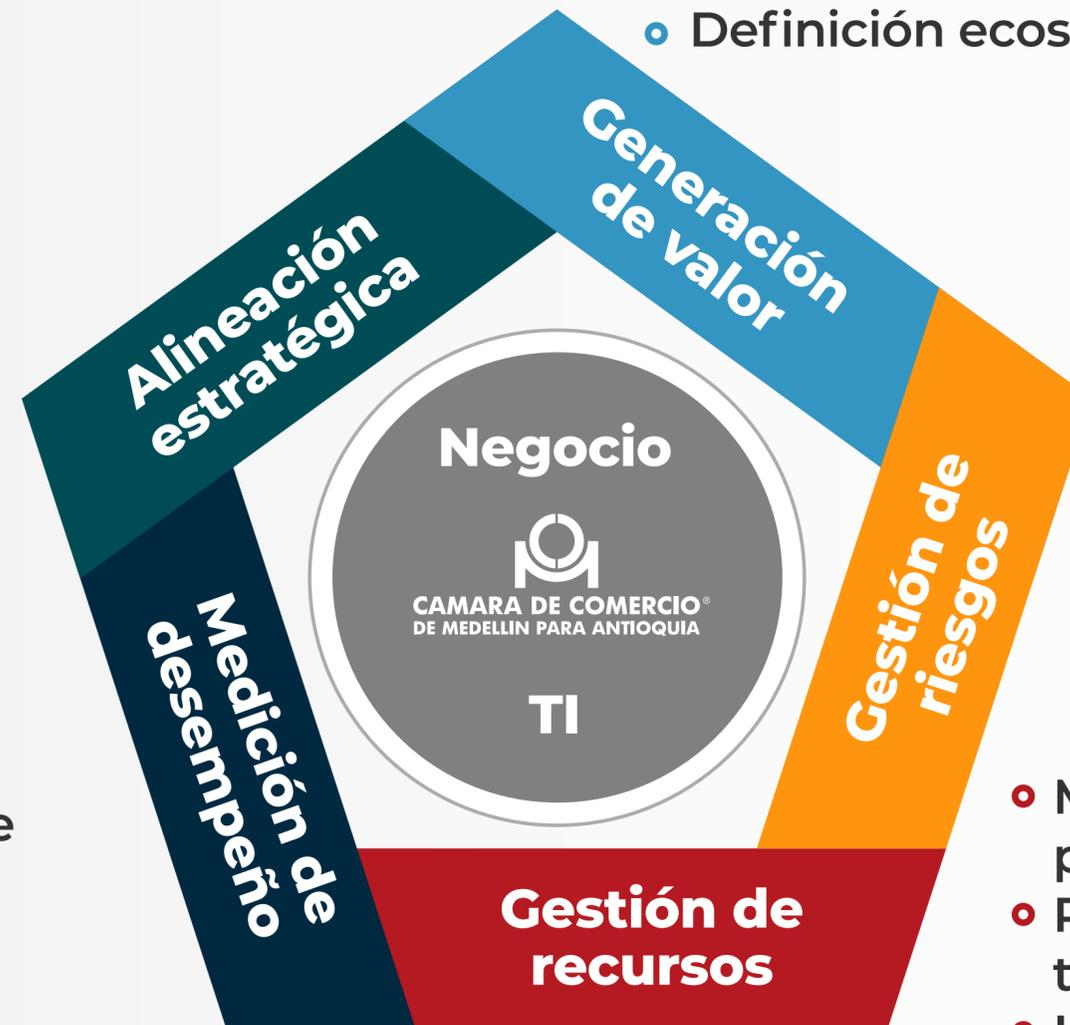 Definición
Generación
de valor
Alineación
estratégica
Negocio
CAMARA DE COMERCIO®
DE MEDELLIN PARA ANTIOQUIA
TI
Gestión de
riesgos
Medición de
desempeño
Gestión de
recursos